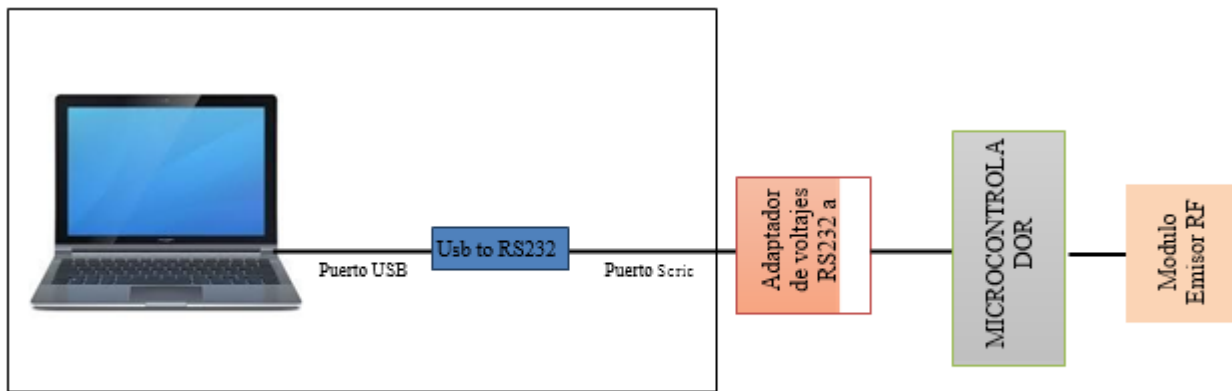 Puerto USB
Usb to RS232
Puerto Scric
Adaptador
de voltajes
RS232 a
MICROCONTROLA
DOR
Modulo
Emisor RF